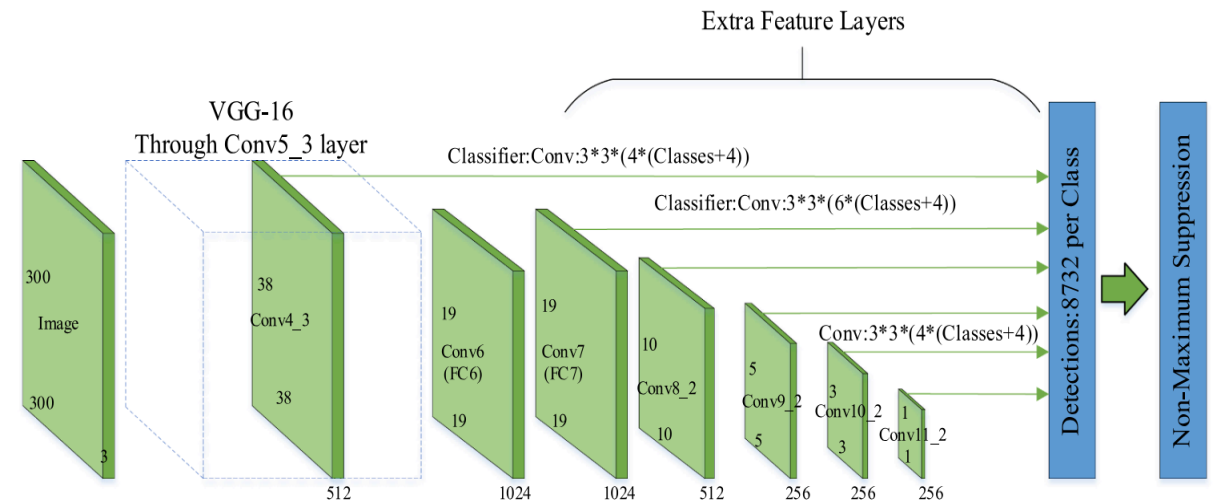 Extra Feature Layers
VGG-16
Through Conv5_3 layer
Classifier:Conv:3*3*(4*(Classes+4))
Classifier:Conv:3*3*(6*(Classes+4))
Conv:3*3*(4*(Classes+4))
300
Image
300
3
38
Conv4_3
38
512
19
Conv6
(FC6)
19
1024
19
Conv7
(FC7)
19
1024
10
Conv8_2
10
512
5
Conv9_2
5
256
3
Conv10_2
3
256
1
Conv11_2
1
256
Detections:8732 per Class
Non-Maximum Suppression